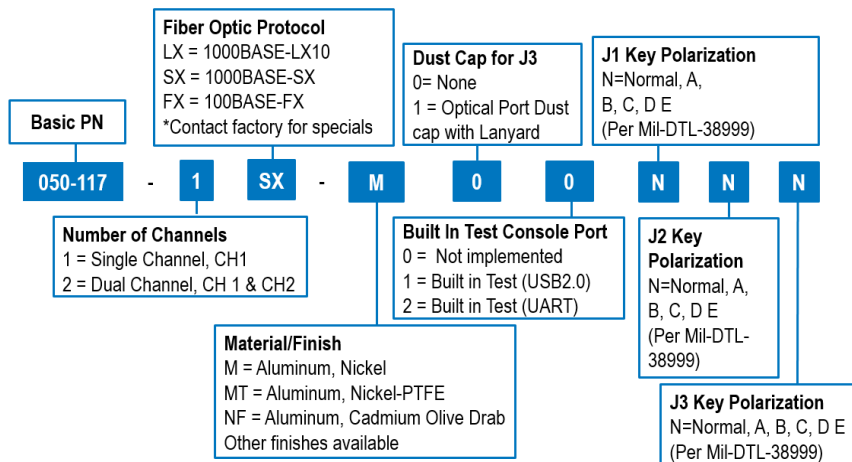 Fiber Optic Protocol
LX = 1000BASE-LX10
SX = 1000BASE-SX
FX = 100BASE-FX
*Contact factory for specials
Dust Cap for J3
0= None
1 = Optical Port Dust
cap with Lanyard
J1 Key Polarization
N=Normal, A,
B, C, D E
(Per Mil-DTL-38999)
Basic PN
050-117 - 1 SX - M 0 0 N N N
Number of Channels
1 = Single Channel, CH1
2 = Dual Channel, CH 1 & CH2
Built In Test Console Port
0 = Not implemented
1 = Built in Test (USB2.0)
2 = Built in Test (UART)
J2 Key
Polarization
N=Normal, A,
B, C, D E
(Per Mil-DTL-
38999)
Material/Finish
M = Aluminum, Nickel
MT = Aluminum, Nickel-PTFE
NF = Aluminum, Cadmium Olive Drab
Other finishes available
J3 Key Polarization
N=Normal, A, B, C, D E
(Per Mil-DTL-38999)